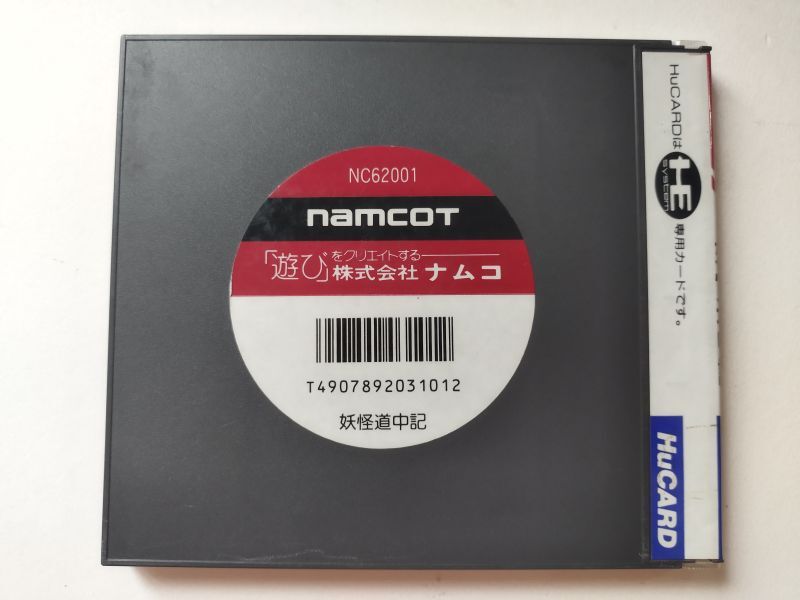 NC62001
namcoT
「遊び」をクリエイトする
株式会社ナムコ
T4907892031012
妖怪道中記
HuCARDは
HE
system
専用カードです。
HuCARD